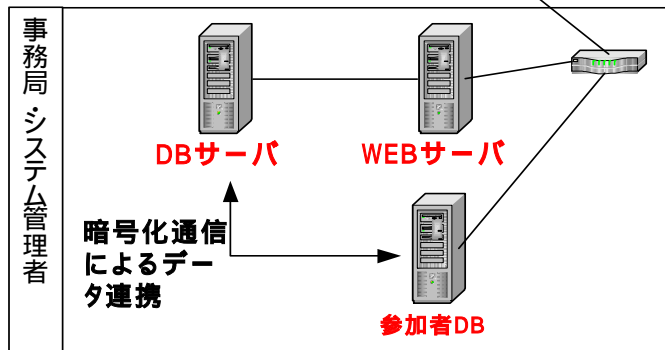 事務局・システム管理者
DBサーバ
WEBサーバ
暗号化通信
によるデー
タ連携
参加者DB